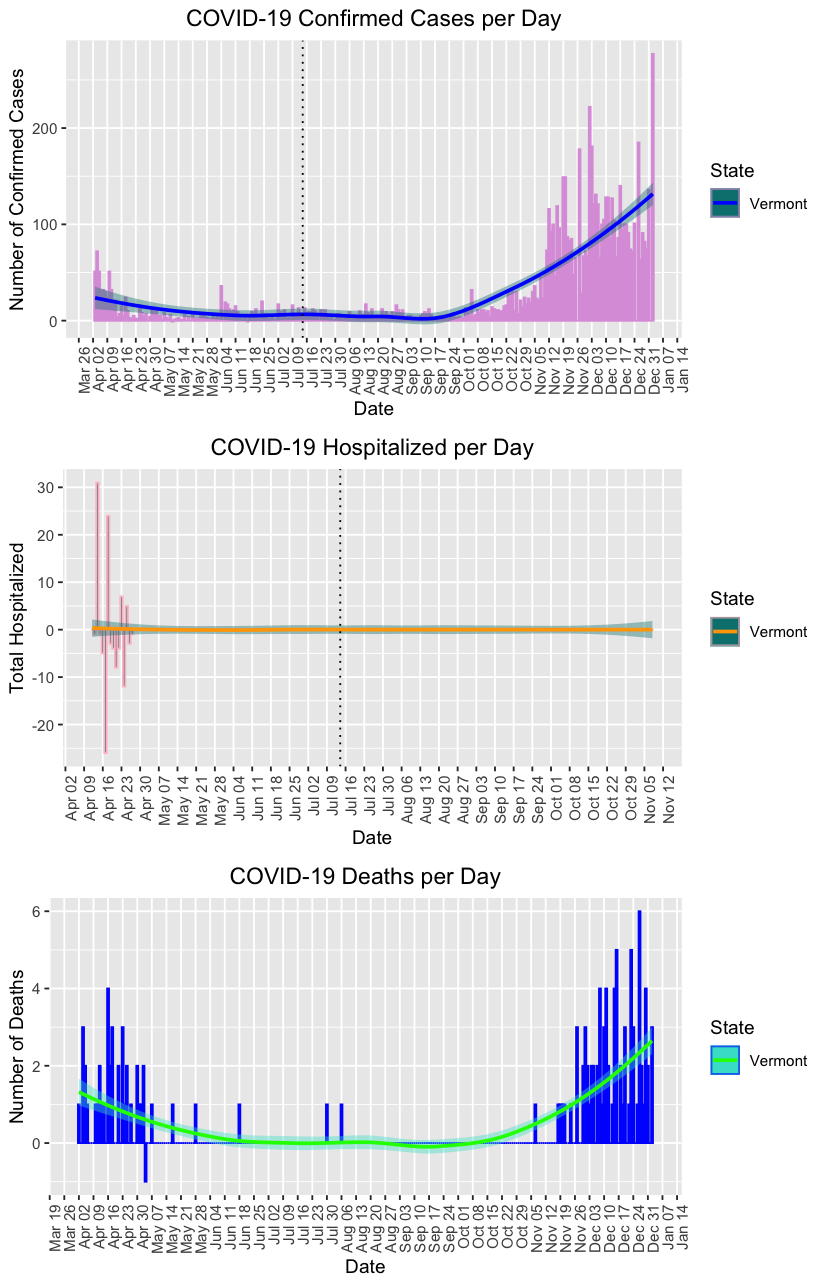 COVID-19 Confirmed Cases per Day
Number of Confirmed Cases
200
100
0
Mar 26
Apr 02
Apr 09
Apr 16
Apr 23
Apr 30
May 07
May 14
May 21
May 28
Jun 04
Jun 11
Jun 18
Jun 25
Jul 02
Jul 09
Jul 16
Jul 23
Jul 30
Aug 06
Aug 13
Aug 20
Aug 27
Sep 03
Sep 10
Sep 17
Sep 24
Oct 01
Oct 08
Oct 15
Oct 22
Oct 29
Nov 05
Nov 12
Nov 19
Nov 26
Dec 03
Dec 10
Dec 17
Dec 24
Dec 31
Jan 07
Jan 14
Date
State
Vermont
COVID-19 Hospitalized per Day
Total Hospitalized
30
20
10
0
-10
-20
Apr 02
Apr 09
Apr 16
Apr 23
Apr 30
May 07
May 14
May 21
May 28
Jun 04
Jun 11
Jun 18
Jun 25
Jul 02
Jul 09
Jul 16
Jul 23
Jul 30
Aug 06
Aug 13
Aug 20
Aug 27
Sep 03
Sep 10
Sep 17
Sep 24
Oct 01
Oct 08
Oct 15
Oct 22
Oct 29
Nov 05
Nov 12
Date
State
Vermont
COVID-19 Deaths per Day
Number of Deaths
6
4
2
0
Mar 19
Mar 26
Apr 02
Apr 09
Apr 16
Apr 23
Apr 30
May 07
May 14
May 21
May 28
Jun 04
Jun 11
Jun 18
Jun 25
Jul 02
Jul 09
Jul 16
Jul 23
Jul 30
Aug 06
Aug 13
Aug 20
Aug 27
Sep 03
Sep 10
Sep 17
Sep 24
Oct 01
Oct 08
Oct 15
Oct 22
Oct 29
Nov 05
Nov 12
Nov 19
Nov 26
Dec 03
Dec 10
Dec 17
Dec 24
Dec 31
Jan 07
Jan 14
Date
State
Vermont